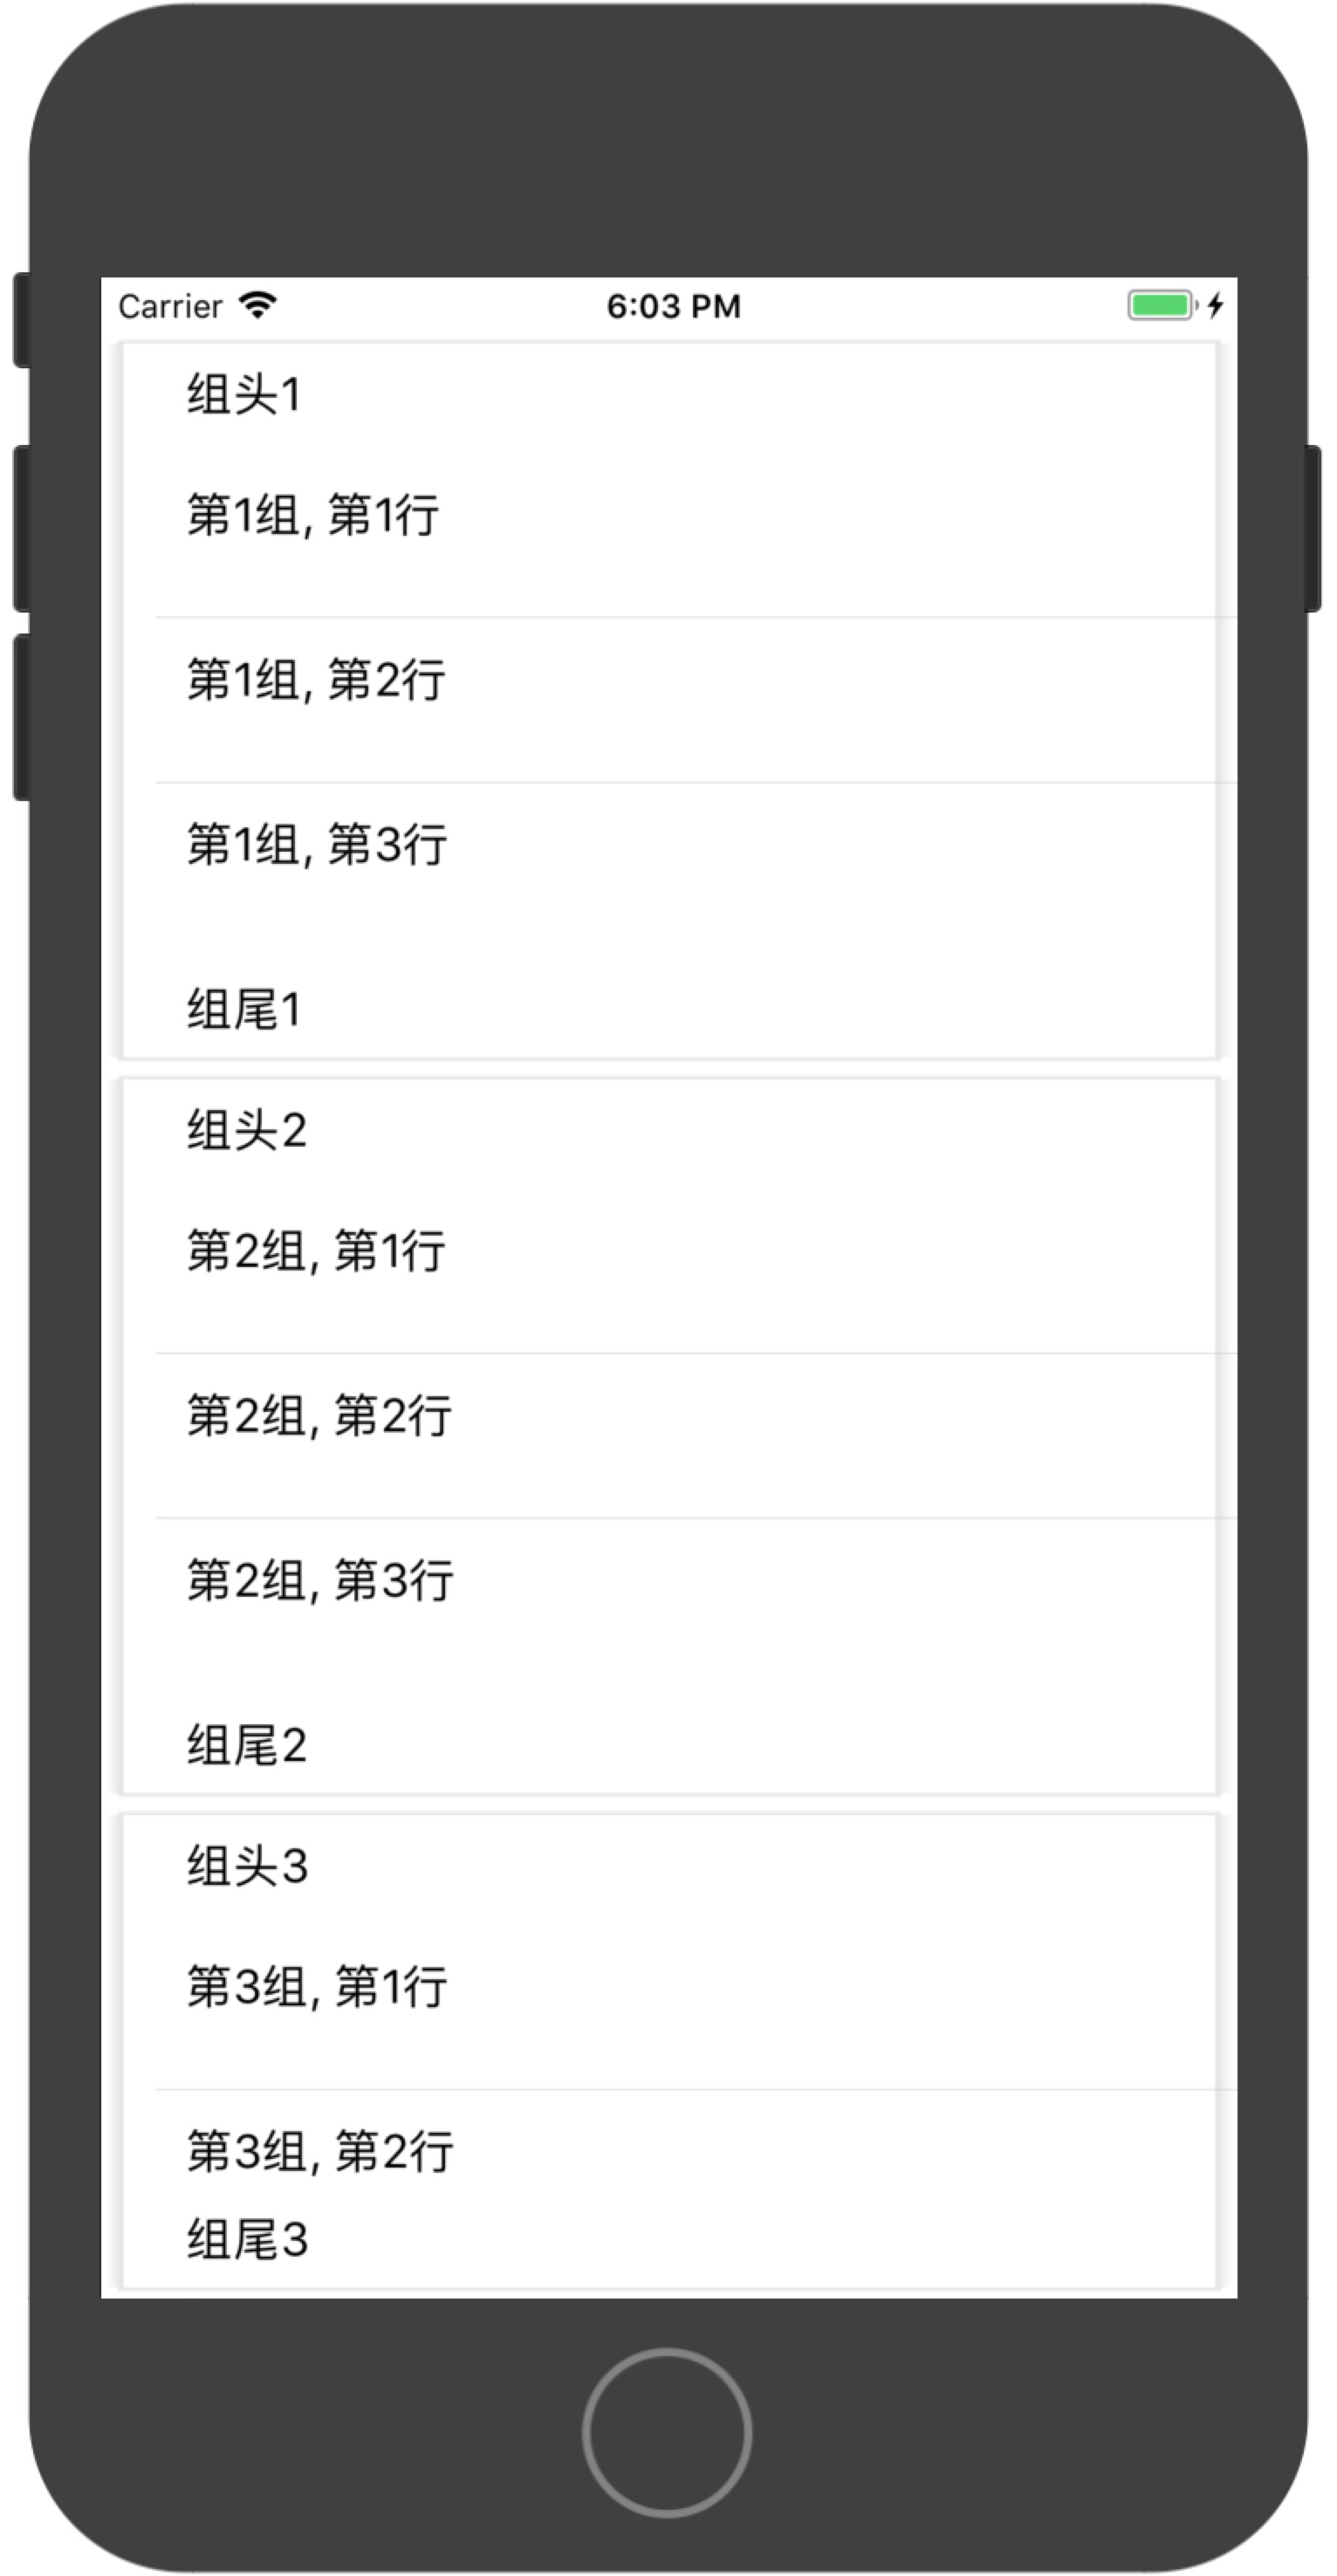 Carrier 6:03 PM
组头1
第1组, 第1行
第1组, 第2行
第1组, 第3行
组尾1
组头2
第2组, 第1行
第2组, 第2行
第2组, 第3行
组尾2
组头3
第3组, 第1行
第3组, 第2行
组尾3